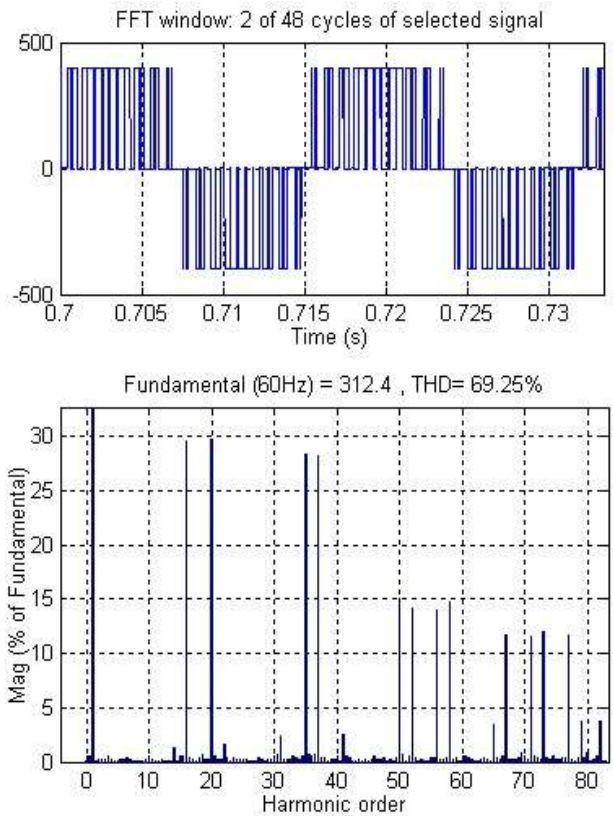 FFT window: 2 of 48 cycles of selected signal
500
0
-500
0.7 0.705 0.71 0.715 0.72 0.725 0.73
Time (s)
Fundamental (60Hz) = 312.4 , THD= 69.25%
Mag (% of Fundamental)
30
25
20
15
10
5
0
0 10 20 30 40 50 60 70 80
Harmonic order